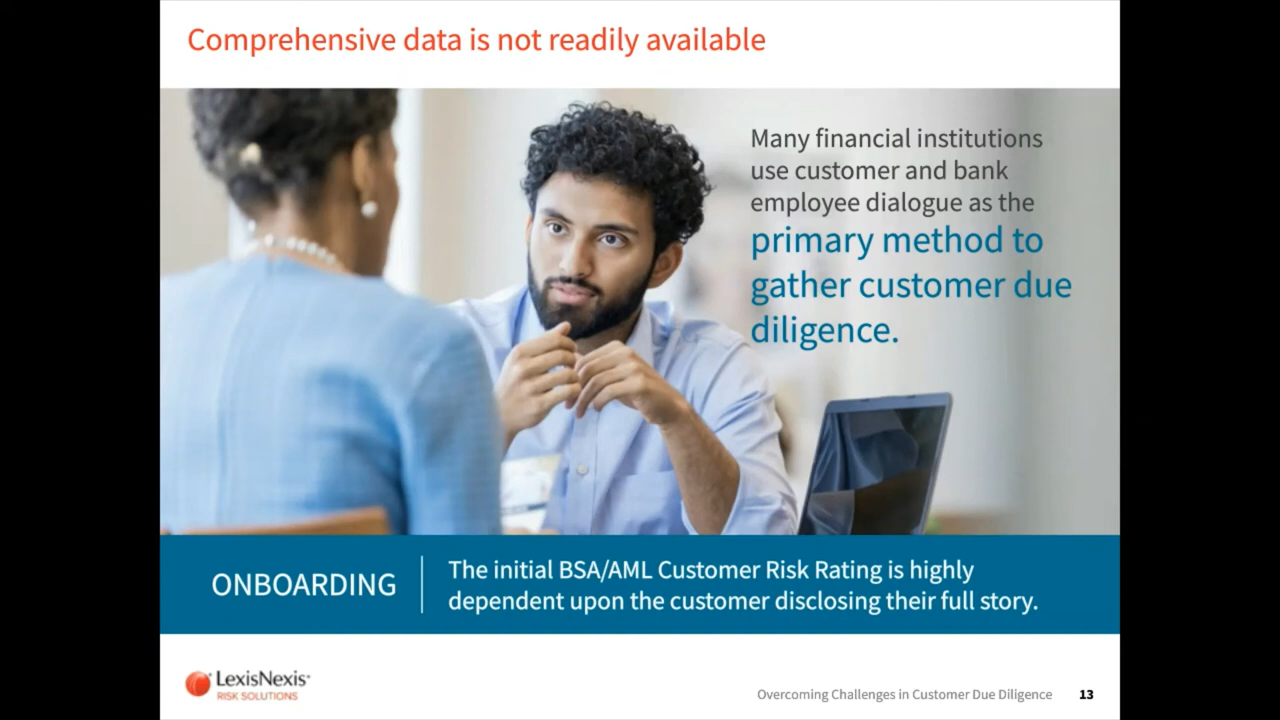 Comprehensive data is not readily available
Many financial institutions
use customer and bank
employee dialogue as the
primary method to
gather customer due
diligence.
ONBOARDING
The initial BSA/AML Customer Risk Rating is highly
dependent upon the customer disclosing their full story.
LexisNexis®
RISK SOLUTIONS
Overcoming Challenges in Customer Due Diligence 13